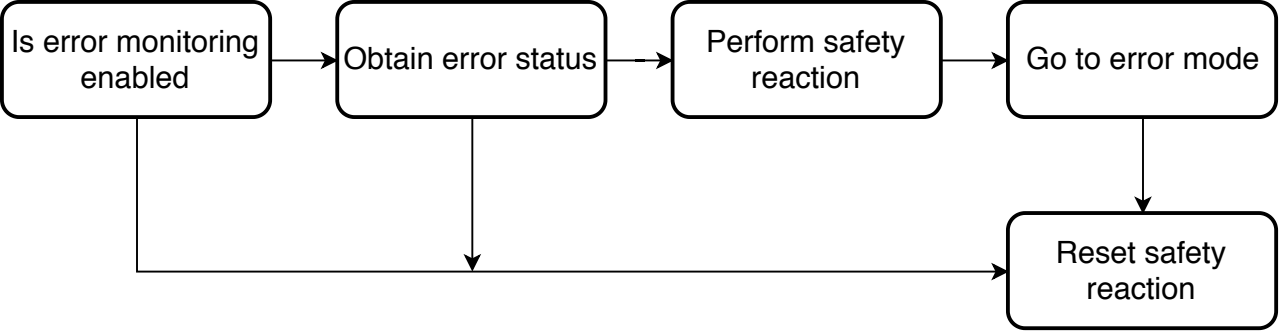 Is error monitoring
enabled
Obtain error status
Perform safety
reaction
Go to error mode
Reset safety
reaction